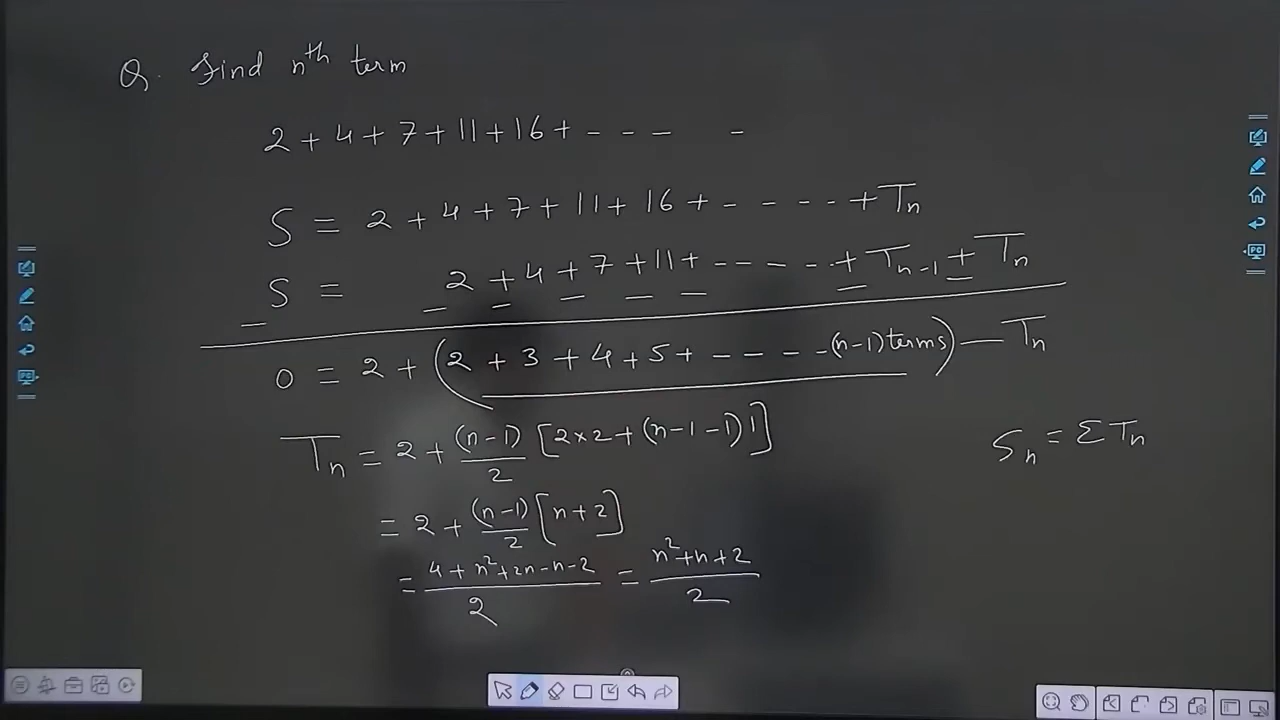 Q. Find nth term
2 + 4 + 7 + 11 + 16 + - - - -
S = 2 + 4 + 7 + 11 + 16 + - - - - + Tn
S = 2 + 4 + 7 + 11 + - - - - - + Tn-1 + Tn
— — — — — — — —
0 = 2 + (2 + 3 + 4 + 5 + - - - - - (n-1) terms) — Tn
Tn = 2 + (n-1)/2 [2×2 + (n-1-1)1]
Sn = Σ Tn
= 2 + (n-1)/2 [n+2]
= (4 + n² + 2n - n - 2)/2 = (n² + n + 2)/2